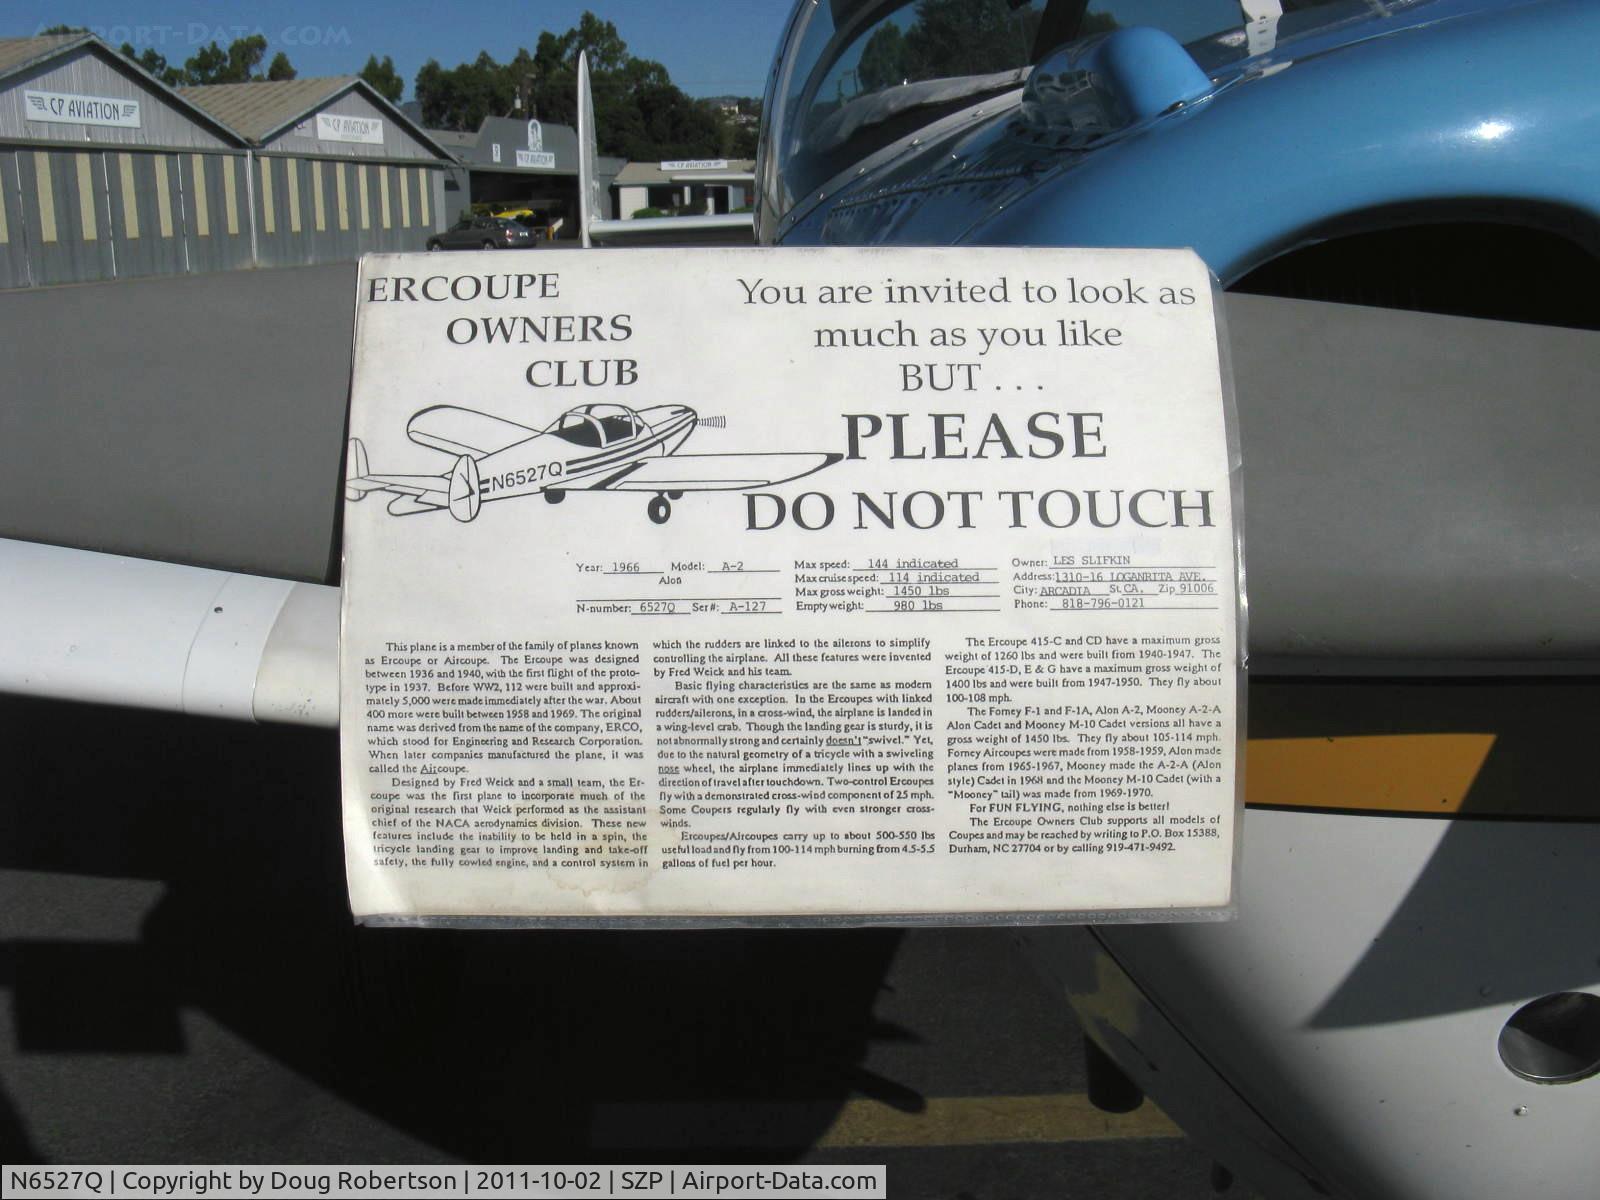 AIRPORT-DATA.COM
CP AVIATION
CP AVIATION
CP AVIATION
ERCOUPE
OWNERS
CLUB
N6527Q
You are invited to look as
much as you like
BUT . . .
PLEASE
DO NOT TOUCH
Year: 1966 Model: A-2
Alon
N-number: 6527Q Ser#: A-127
Max speed: 144 indicated
Max cruise speed: 114 indicated
Max gross weight: 1450 lbs
Empty weight: 980 lbs
Owner: LES SLIFKIN
Address: 1310-16 LOGANRITA AVE.
City: ARCADIA St. CA. Zip 91006
Phone: 818-796-0121
This plane is a member of the family of planes known
as Ercoupe or Aircoupe. The Ercoupe was designed
between 1936 and 1940, with the first flight of the proto-
type in 1937. Before WW2, 112 were built and approxi-
mately 5,000 were made immediately after the war. About
400 more were built between 1958 and 1969. The original
name was derived from the name of the company, ERCO,
which stood for Engineering and Research Corporation.
When later companies manufactured the plane, it was
called the Aircoupe.
Designed by Fred Weick and a small team, the Er-
coupe was the first plane to incorporate much of the
original research that Weick performed as the assistant
chief of the NACA aerodynamics division. These new
features include the inability to be held in a spin, the
tricycle landing gear to improve landing and take-off
safety, the fully cowled engine, and a control system in
which the rudders are linked to the ailerons to simplify
controlling the airplane. All these features were invented
by Fred Weick and his team.
Basic flying characteristics are the same as modern
aircraft with one exception. In the Ercoupes with linked
rudders/ailerons, in a cross-wind, the airplane is landed in
a wing-level crab. Though the landing gear is sturdy, it is
not abnormally strong and certainly doesn't "swivel." Yet,
due to the natural geometry of a tricycle with a swiveling
nose wheel, the airplane immediately lines up with the
direction of travel after touchdown. Two-control Ercoupes
fly with a demonstrated cross-wind component of 25 mph.
Some Coupers regularly fly with even stronger cross-
winds.
Ercoupes/Aircoupes carry up to about 500-550 lbs
useful load and fly from 100-114 mph burning from 4.5-5.5
gallons of fuel per hour.
The Ercoupe 415-C and CD have a maximum gross
weight of 1260 lbs and were built from 1940-1947. The
Ercoupe 415-D, E & G have a maximum gross weight of
1400 lbs and were built from 1947-1950. They fly about
100-108 mph.
The Forney F-1 and F-1A, Alon A-2, Mooney A-2-A
Alon Cadet and Mooney M-10 Cadet versions all have a
gross weight of 1450 lbs. They fly about 105-114 mph.
Forney Aircoupes were made from 1958-1959, Alon made
planes from 1965-1967, Mooney made the A-2-A (Alon
style) Cadet in 1968 and the Mooney M-10 Cadet (with a
"Mooney" tail) was made from 1969-1970.
For FUN FLYING, nothing else is better!
The Ercoupe Owners Club supports all models of
Coupes and may be reached by writing to P.O. Box 15388,
Durham, NC 27704 or by calling 919-471-9492.
N6527Q | Copyright by Doug Robertson | 2011-10-02 | SZP | Airport-Data.com